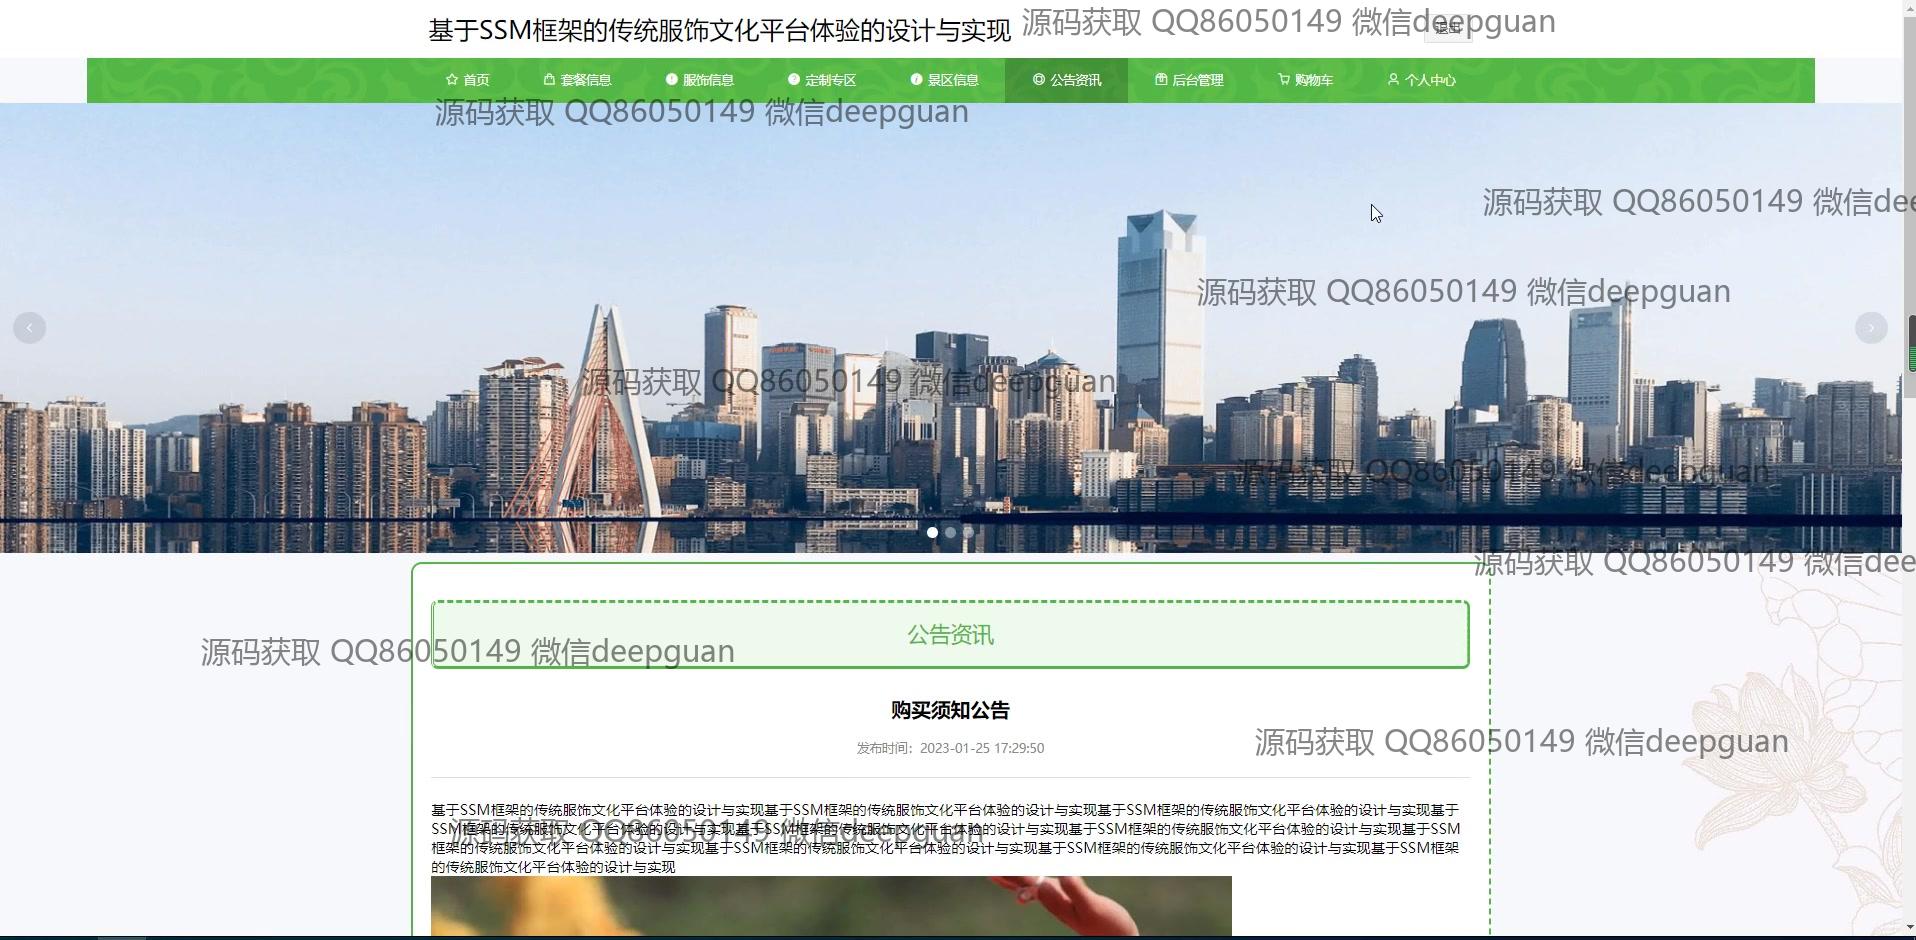 基于SSM框架的传统服饰文化平台体验的设计与实现
源码获取 QQ86050149 微信deepguan
退出
首页 套餐信息 服饰信息 定制专区 景区信息 公告资讯 后台管理 购物车 个人中心
源码获取 QQ86050149 微信deepguan
源码获取 QQ86050149 微信dee
源码获取 QQ86050149 微信deepguan
源码获取 QQ86050149 微信deepguan
源码获取 QQ86050149 微信deepguan
源码获取 QQ86050149 微信dee
公告资讯
源码获取 QQ86050149 微信deepguan
购买须知公告
源码获取 QQ86050149 微信deepguan
发布时间：2023-01-25 17:29:50
基于SSM框架的传统服饰文化平台体验的设计与实现基于SSM框架的传统服饰文化平台体验的设计与实现基于SSM框架的传统服饰文化平台体验的设计与实现基于
SSM框架的传统服饰文化平台体验的设计与实现基于SSM框架的传统服饰文化平台体验的设计与实现基于SSM框架的传统服饰文化平台体验的设计与实现基于SSM
源码获取 QQ86050149 微信deepguan
框架的传统服饰文化平台体验的设计与实现基于SSM框架的传统服饰文化平台体验的设计与实现基于SSM框架的传统服饰文化平台体验的设计与实现基于SSM框架
的传统服饰文化平台体验的设计与实现